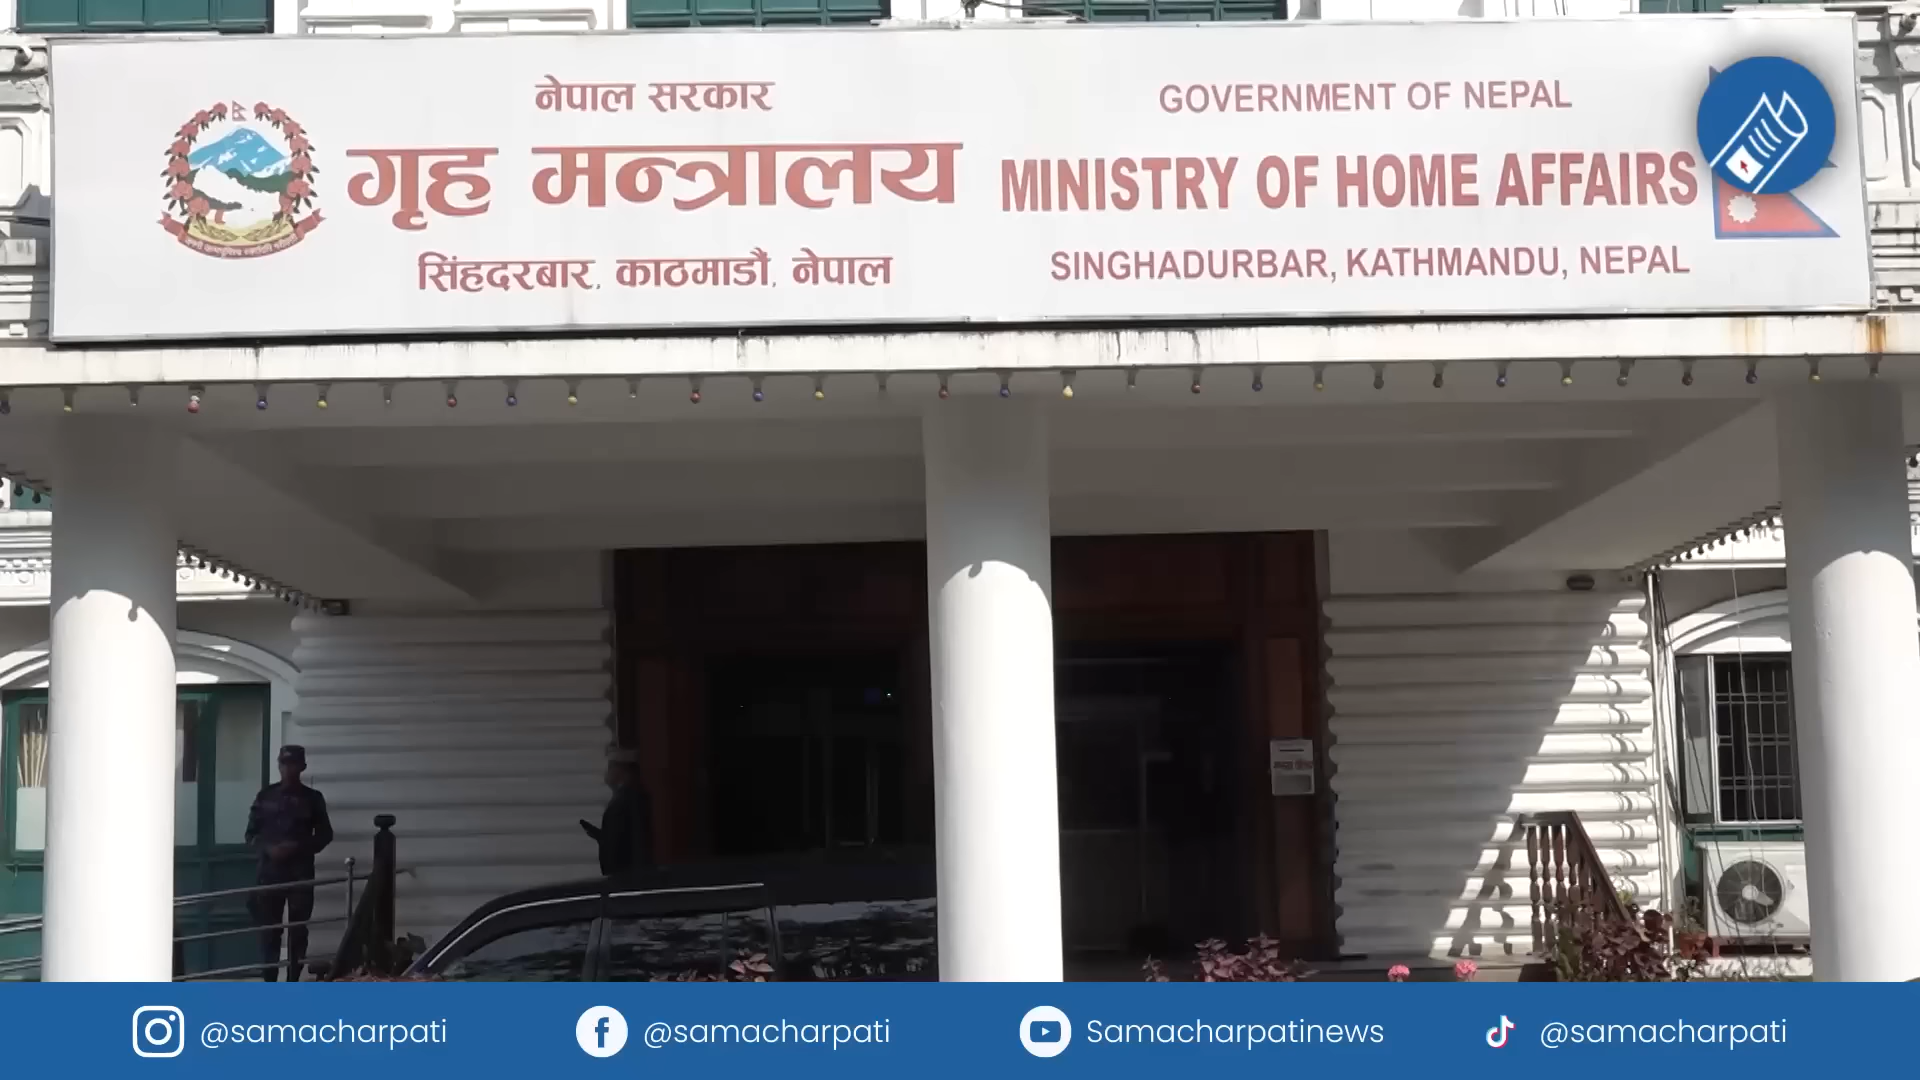 नेपाल सरकार
गृह मन्त्रालय
सिंहदरबार, काठमाडौं, नेपाल
GOVERNMENT OF NEPAL
MINISTRY OF HOME AFFAIRS
SINGHADURBAR, KATHMANDU, NEPAL
@samacharpati
@samacharpati
Samacharpatinews
@samacharpati